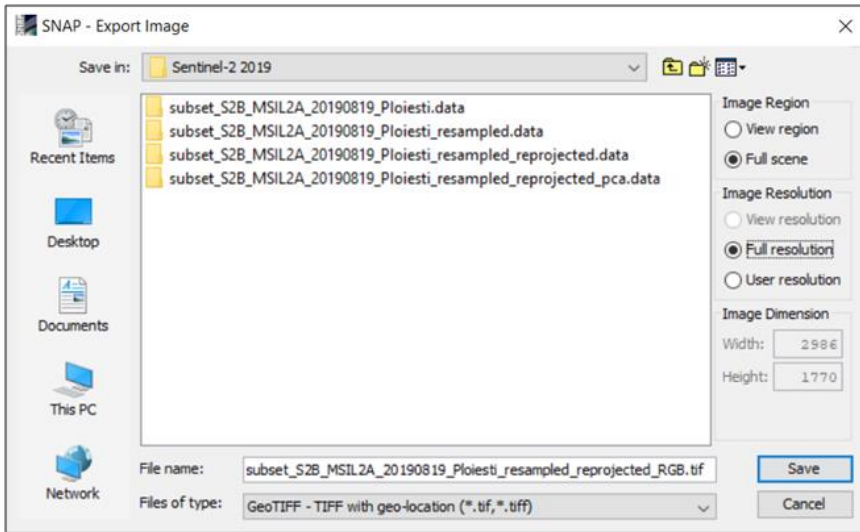 SNAP - Export Image
Save in: Sentinel-2 2019
Recent Items
Desktop
Documents
This PC
Network
subset_S2B_MSIL2A_20190819_Ploiesti.data
subset_S2B_MSIL2A_20190819_Ploiesti_resampled.data
subset_S2B_MSIL2A_20190819_Ploiesti_resampled_reprojected.data
subset_S2B_MSIL2A_20190819_Ploiesti_resampled_reprojected_pca.data
Image Region
View region
Full scene
Image Resolution
View resolution
Full resolution
User resolution
Image Dimension
Width: 2986
Height: 1770
File name: subset_S2B_MSIL2A_20190819_Ploiesti_resampled_reprojected_RGB.tif
Save
Files of type: GeoTIFF - TIFF with geo-location (*.tif,*.tiff)
Cancel